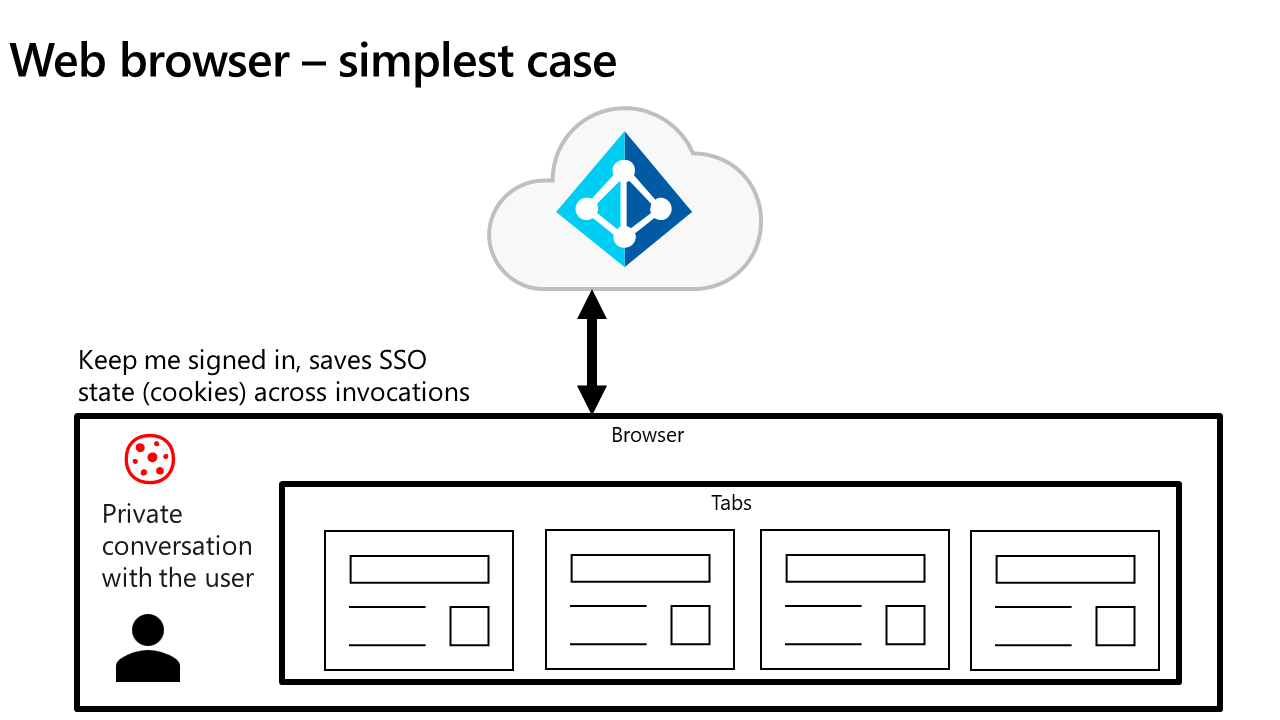 Web browser – simplest case
Keep me signed in, saves SSO
state (cookies) across invocations
Browser
Private
conversation
with the user
Tabs